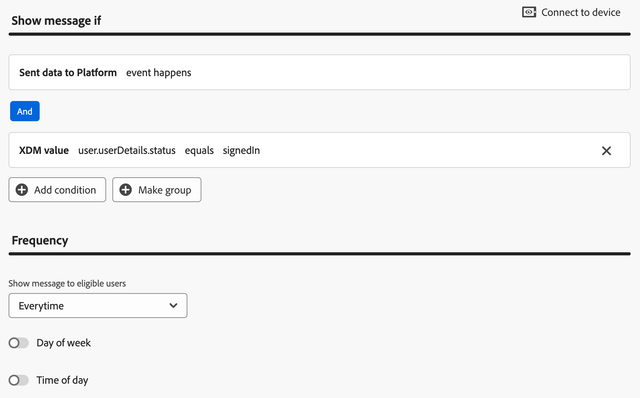 Connect to device
Show message if
Sent data to Platform event happens
And
XDM value user.userDetails.status equals signedIn
Add condition Make group
Frequency
Show message to eligible users
Everytime
Day of week
Time of day